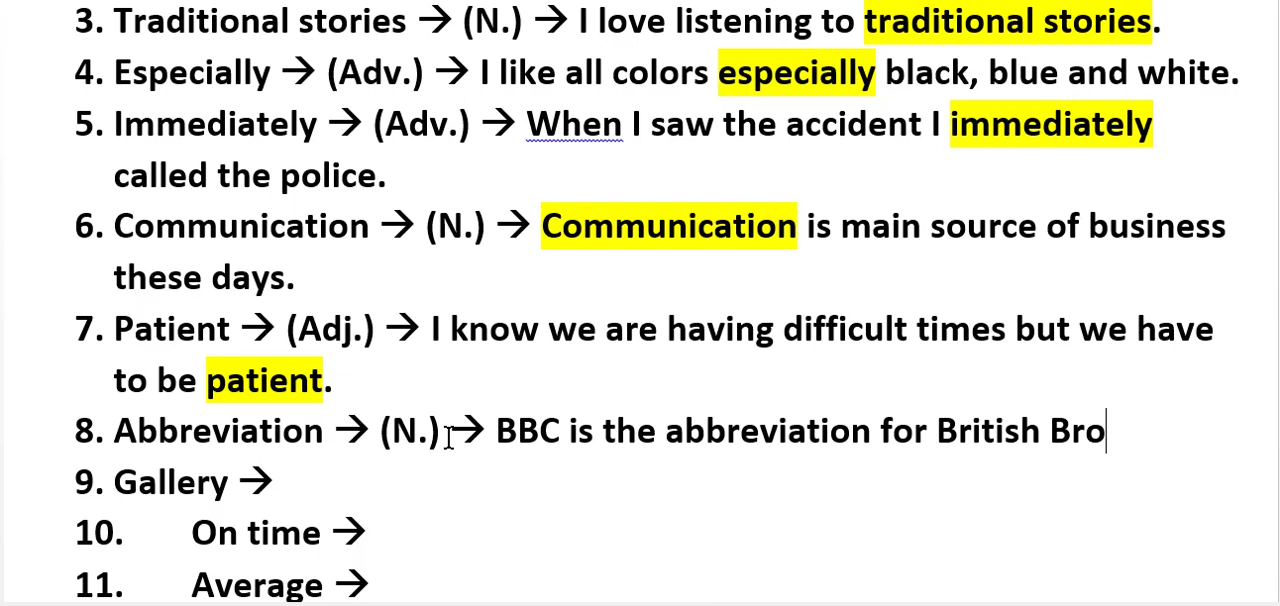 3. Traditional stories → (N.) → I love listening to traditional stories.
4. Especially → (Adv.) → I like all colors especially black, blue and white.
5. Immediately → (Adv.) → When I saw the accident I immediately
called the police.
6. Communication → (N.) → Communication is main source of business
these days.
7. Patient → (Adj.) → I know we are having difficult times but we have
to be patient.
8. Abbreviation → (N.) → BBC is the abbreviation for British Bro
9. Gallery →
10. On time →
11. Average →